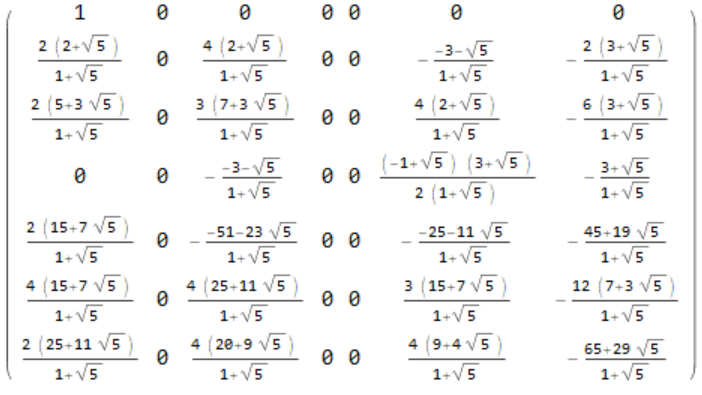 1 0 0 0 0 0 0
2 (2+√5)/1+√5 0 4 (2+√5)/1+√5 0 0 - -3-√5/1+√5 - 2 (3+√5)/1+√5
2 (5+3 √5)/1+√5 0 3 (7+3 √5)/1+√5 0 0 4 (2+√5)/1+√5 - 6 (3+√5)/1+√5
0 0 - -3-√5/1+√5 0 0 (-1+√5) (3+√5)/2 (1+√5) - 3+√5/1+√5
2 (15+7 √5)/1+√5 0 - -51-23 √5/1+√5 0 0 - -25-11 √5/1+√5 - 45+19 √5/1+√5
4 (15+7 √5)/1+√5 0 4 (25+11 √5)/1+√5 0 0 3 (15+7 √5)/1+√5 - 12 (7+3 √5)/1+√5
2 (25+11 √5)/1+√5 0 4 (20+9 √5)/1+√5 0 0 4 (9+4 √5)/1+√5 - 65+29 √5/1+√5